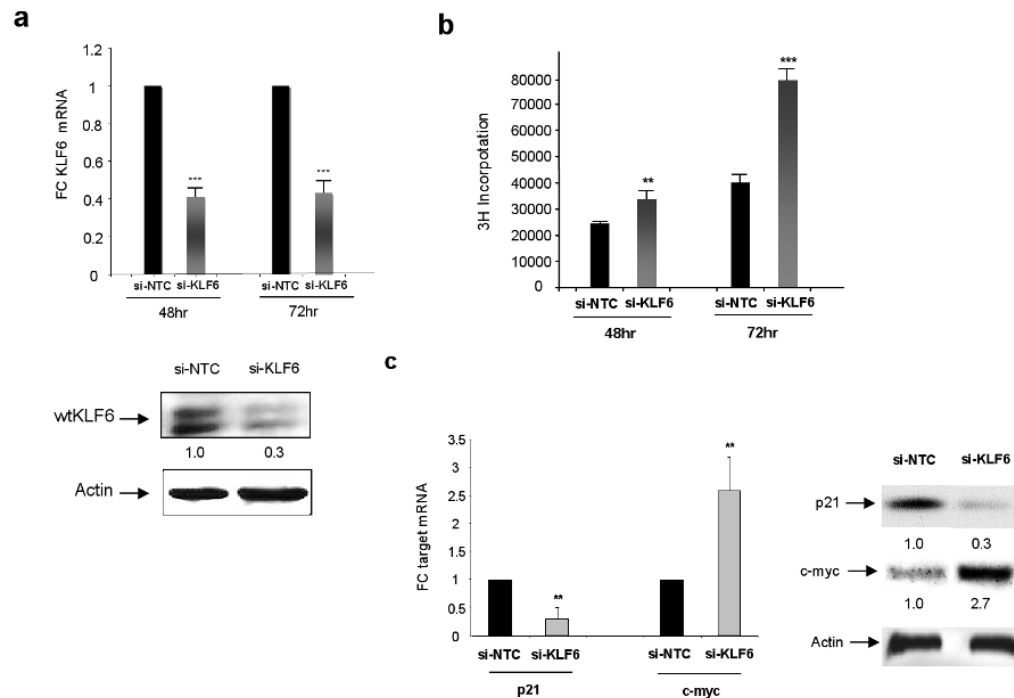 a
FC KLF6 mRNA
1.2
1
0.8
0.6
0.4
0.2
0
***
***
si-NTC si-KLF6 si-NTC si-KLF6
48hr 72hr
si-NTC si-KLF6
wtKLF6
1.0 0.3
Actin
b
3H Incorpotation
80000
70000
60000
50000
40000
30000
20000
10000
0
**
***
si-NTC si-KLF6 si-NTC si-KLF6
48hr 72hr
c
FC target mRNA
3.5
3
2.5
2
1.5
1
0.5
0
**
**
si-NTC si-KLF6 si-NTC si-KLF6
p21 c-myc
si-NTC si-KLF6
p21
1.0 0.3
c-myc
1.0 2.7
Actin